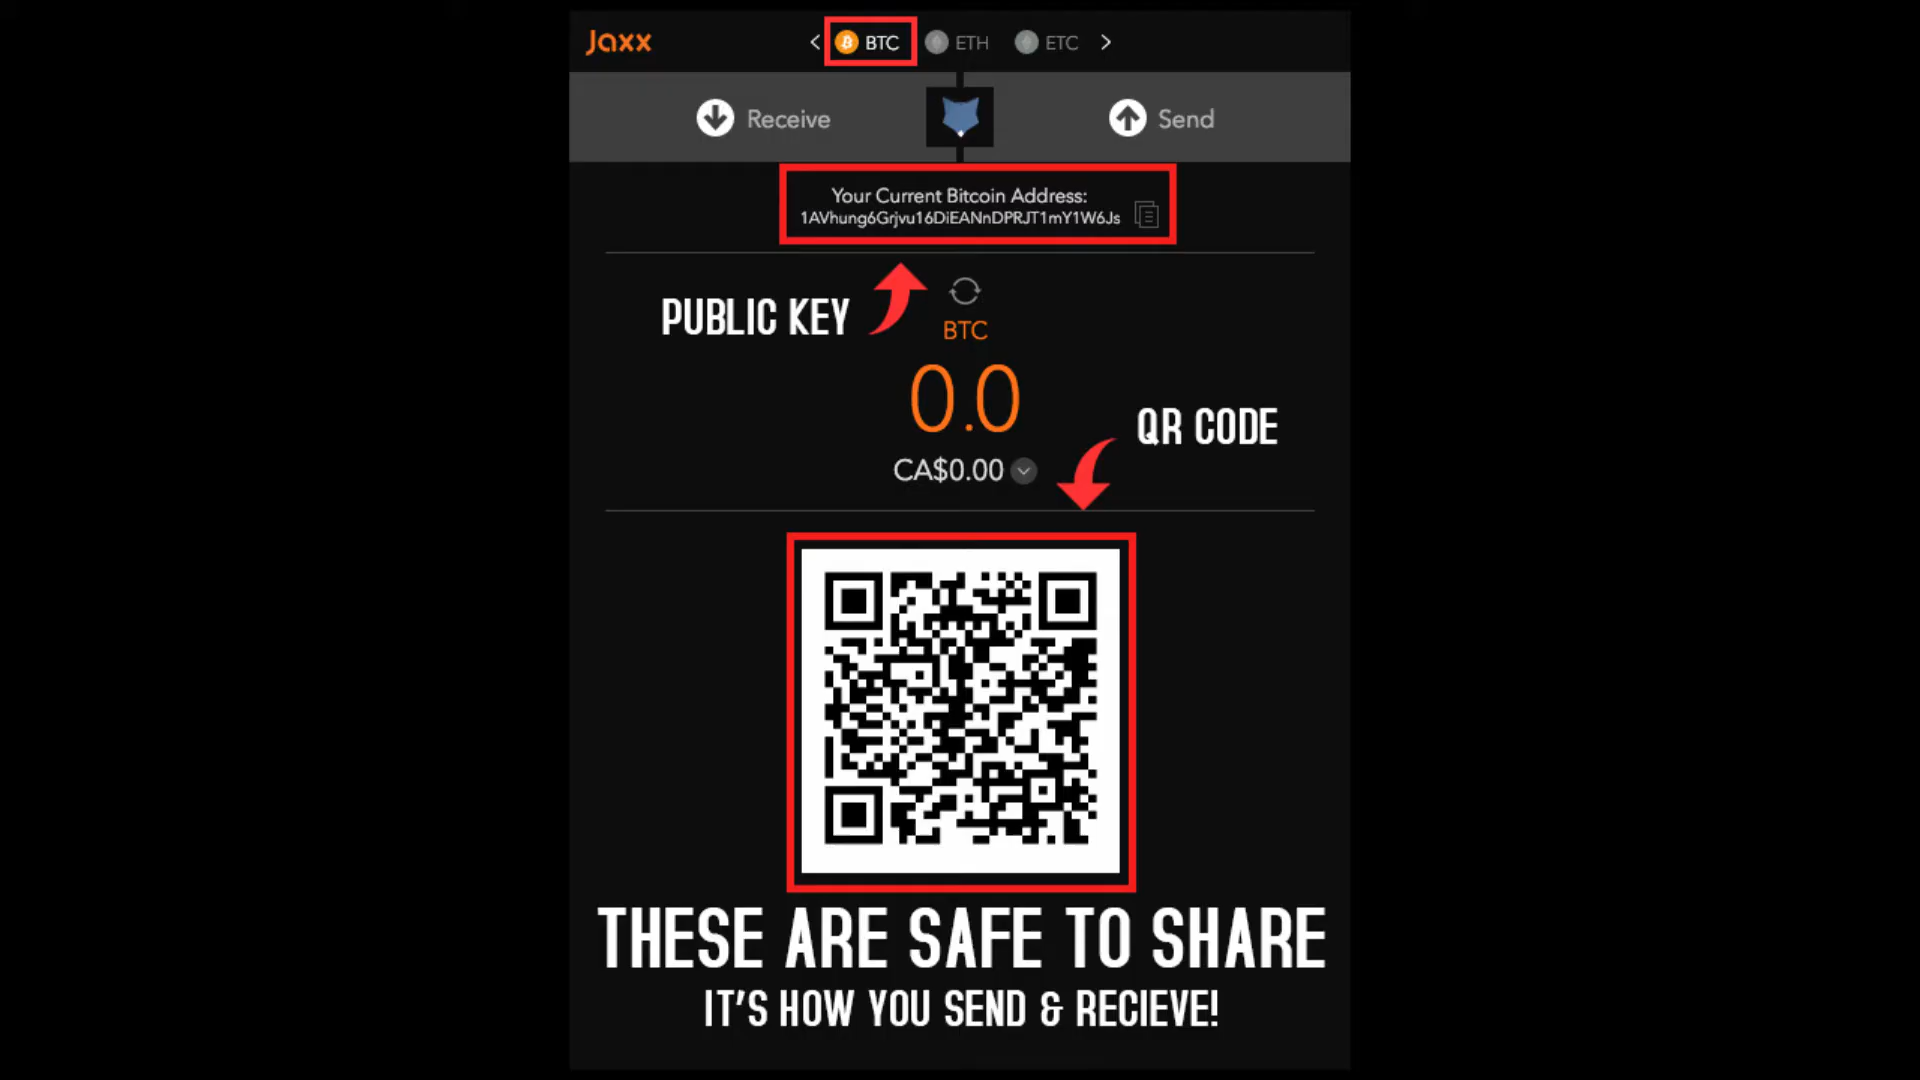 Jaxx
< BTC ETH ETC >
Receive Send
Your Current Bitcoin Address:
1AVhung6Grjvu16DiEANnDPRJT1mY1W6Js
PUBLIC KEY
BTC
0.0
QR CODE
CA$0.00
THESE ARE SAFE TO SHARE
IT'S HOW YOU SEND & RECIEVE!